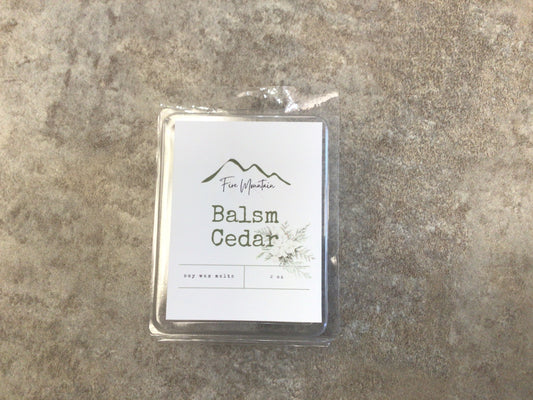 Fire Mountain
Balsm
Cedar
soy wax melts
2 oz